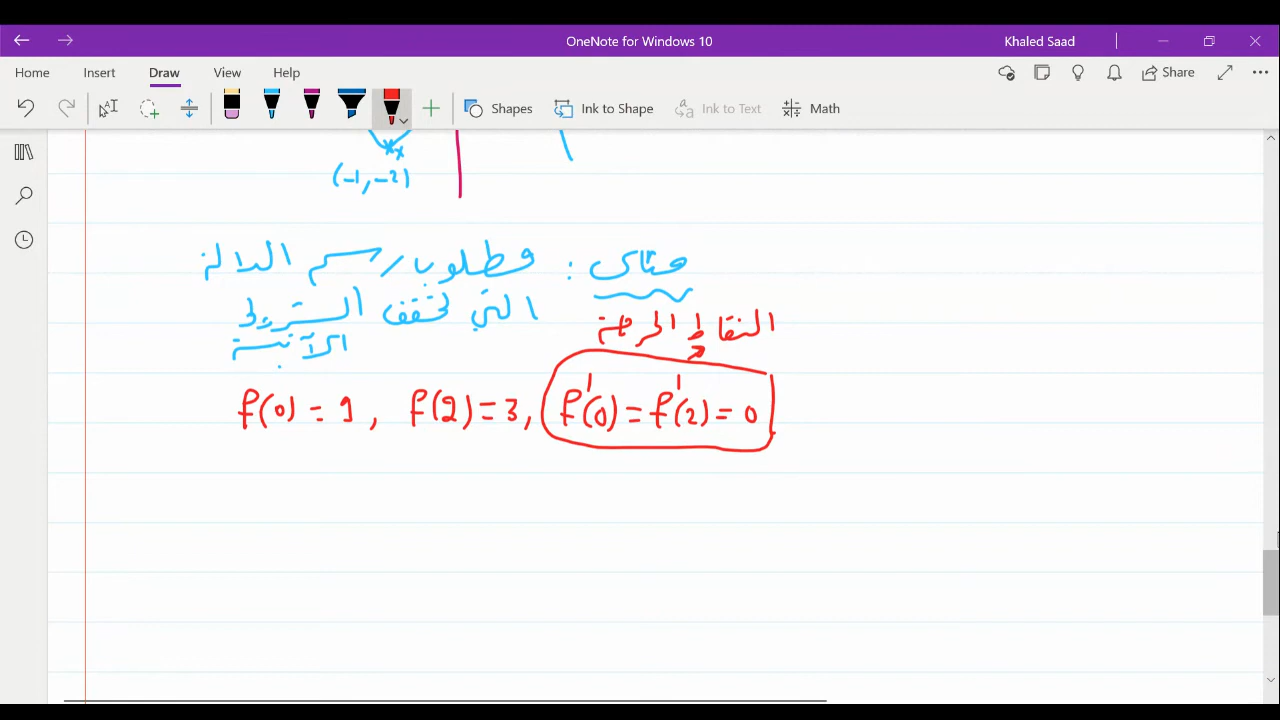 OneNote for Windows 10
Khaled Saad
Home Insert Draw View Help
Share
Shapes Ink to Shape Ink to Text Math
(-1, -2)
مثال : مطلوب رسم الدالة
التي تحقق الشروط
الآتية
النقاط الحرجة
f(0) = 1, f(2) = 3, f'(0) = f'(2) = 0